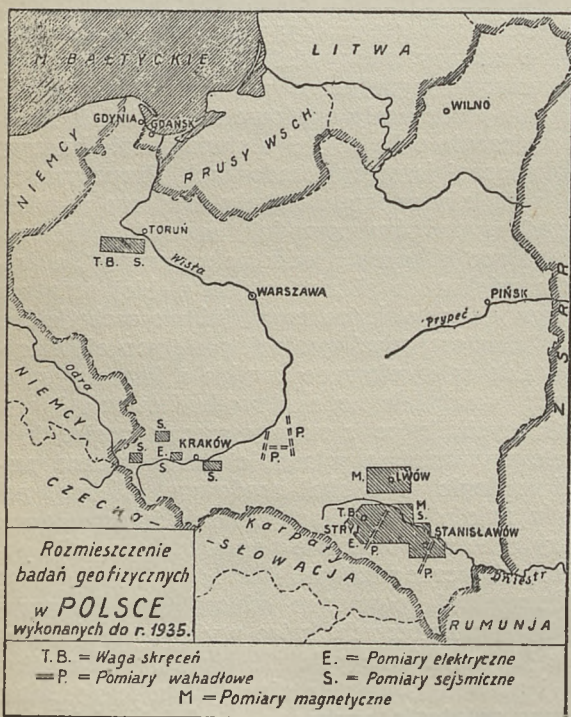 M. BAŁTYCKIE
LITWA
GDYNIA
GDAŃSK
WILNO
NIEMCY
PRUSY WSCH.
TORUŃ
T. B. S.
Wisła
WARSZAWA
PIŃSK
Prypeć
Z S R R
Odra
NIEMCY
S.
S. E. KRAKÓW
S S.
P.
P.
M. LWÓW
CZECHO-
-SŁOWACJA
Karpaty
T.B. M.
S.
STRYJ STANISŁAWÓW
E. P.
P.
Dniestr
RUMUNJA
Rozmieszczenie
badań geofizycznych
w POLSCE
wykonanych do r. 1935.
T. B. = Waga skręceń E. = Pomiary elektryczne
P. = Pomiary wahadłowe S. = Pomiary sejsmiczne
M = Pomiary magnetyczne